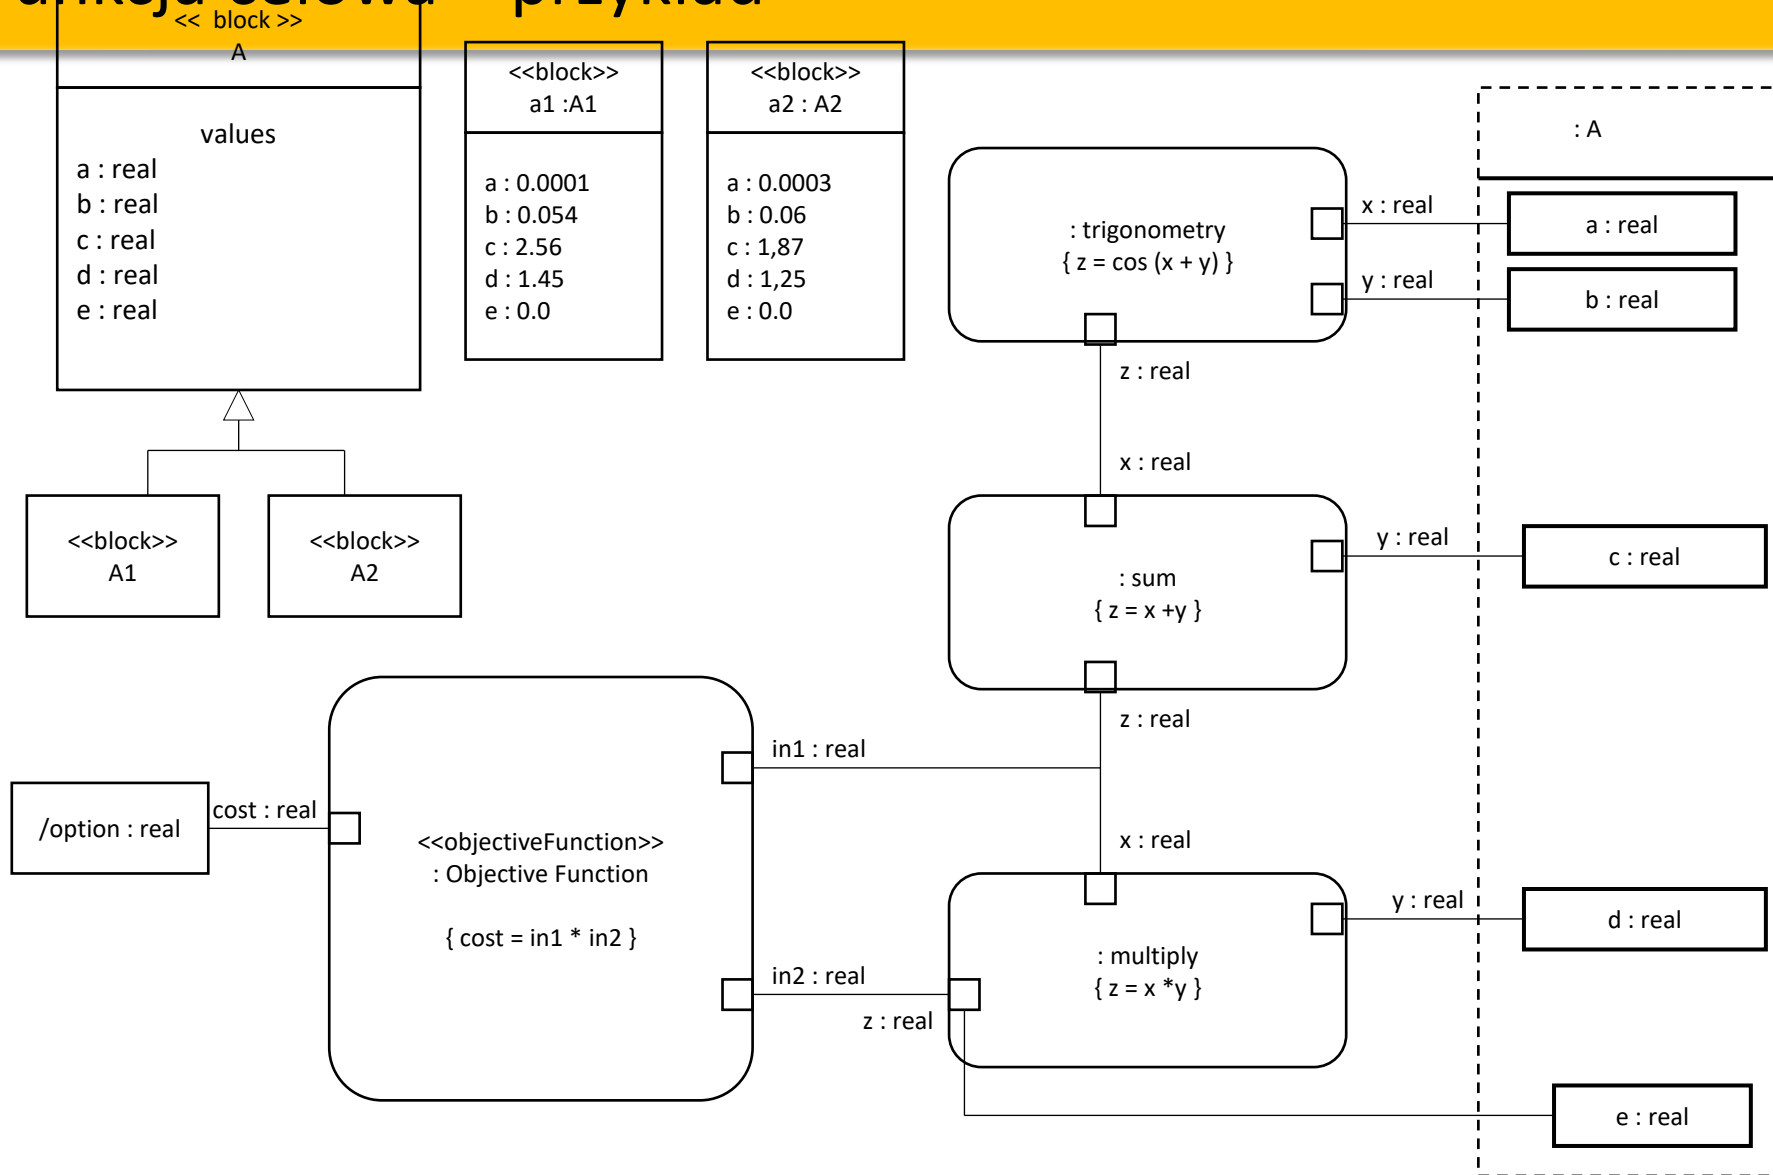 << block >>
A
values
a : real
b : real
c : real
d : real
e : real
<<block>>
a1 :A1
a : 0.0001
b : 0.054
c : 2.56
d : 1.45
e : 0.0
<<block>>
a2 : A2
a : 0.0003
b : 0.06
c : 1,87
d : 1,25
e : 0.0
<<block>>
A1
<<block>>
A2
: trigonometry
{ z = cos (x + y) }
x : real
y : real
z : real
: A
a : real
b : real
x : real
: sum
{ z = x +y }
y : real
c : real
z : real
in1 : real
/option : real
cost : real
<<objectiveFunction>>
: Objective Function
{ cost = in1 * in2 }
in2 : real
z : real
x : real
: multiply
{ z = x *y }
y : real
d : real
e : real